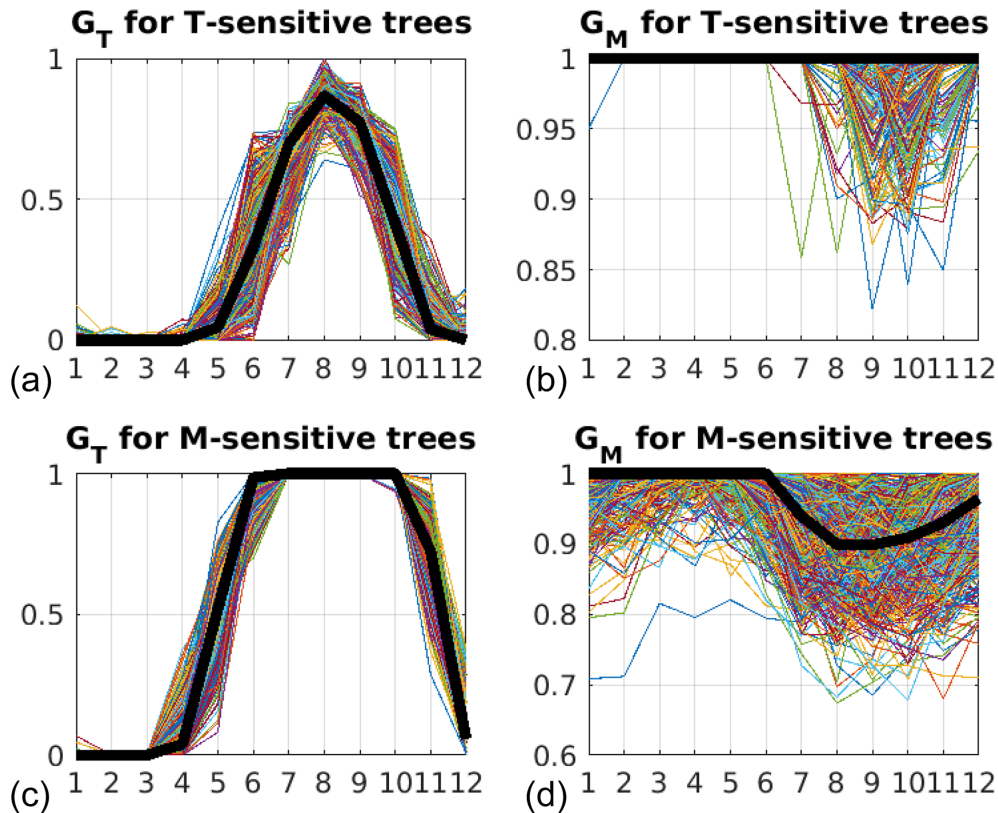 G_T for T-sensitive trees
1
0.5
0
1 2 3 4 5 6 7 8 9 10 11 12
(a)
G_M for T-sensitive trees
1
0.95
0.9
0.85
0.8
1 2 3 4 5 6 7 8 9 10 11 12
(b)
G_T for M-sensitive trees
1
0.5
0
1 2 3 4 5 6 7 8 9 10 11 12
(c)
G_M for M-sensitive trees
1
0.9
0.8
0.7
0.6
1 2 3 4 5 6 7 8 9 10 11 12
(d)